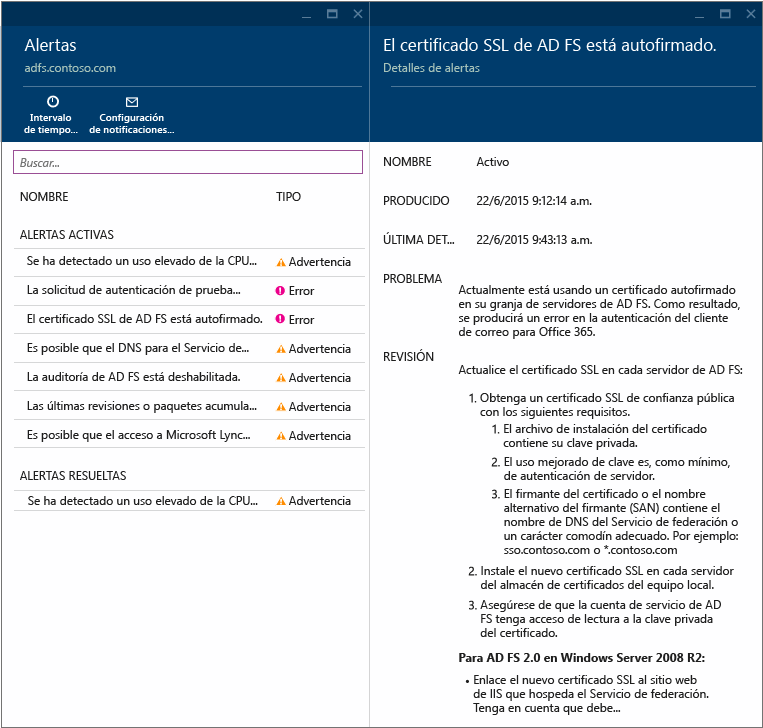 Alertas
adfs.contoso.com
Intervalo
de tiempo...
Configuración
de notificaciones...
Buscar...
NOMBRE TIPO
ALERTAS ACTIVAS
Se ha detectado un uso elevado de la CPU... Advertencia
La solicitud de autenticación de prueba... Error
El certificado SSL de AD FS está autofirmado. Error
Es posible que el DNS para el Servicio de... Advertencia
La auditoría de AD FS está deshabilitada. Advertencia
Las últimas revisiones o paquetes acumula... Advertencia
Es posible que el acceso a Microsoft Lync... Advertencia
ALERTAS RESUELTAS
Se ha detectado un uso elevado de la CPU... Advertencia
El certificado SSL de AD FS está autofirmado.
Detalles de alertas
NOMBRE Activo
PRODUCIDO 22/6/2015 9:12:14 a.m.
ÚLTIMA DET... 22/6/2015 9:43:13 a.m.
PROBLEMA
Actualmente está usando un certificado autofirmado
en su granja de servidores de AD FS. Como resultado,
se producirá un error en la autenticación del cliente
de correo para Office 365.
REVISIÓN
Actualice el certificado SSL en cada servidor de AD FS:
1. Obtenga un certificado SSL de confianza pública
con los siguientes requisitos.
1. El archivo de instalación del certificado
contiene su clave privada.
2. El uso mejorado de clave es, como mínimo,
de autenticación de servidor.
3. El firmante del certificado o el nombre
alternativo del firmante (SAN) contiene el
nombre de DNS del Servicio de federación o
un carácter comodín adecuado. Por ejemplo:
sso.contoso.com o *.contoso.com
2. Instale el nuevo certificado SSL en cada servidor
del almacén de certificados del equipo local.
3. Asegúrese de que la cuenta de servicio de AD
FS tenga acceso de lectura a la clave privada
del certificado.
Para AD FS 2.0 en Windows Server 2008 R2:
• Enlace el nuevo certificado SSL al sitio web
de IIS que hospeda el Servicio de federación.
Tenga en cuenta que debe...